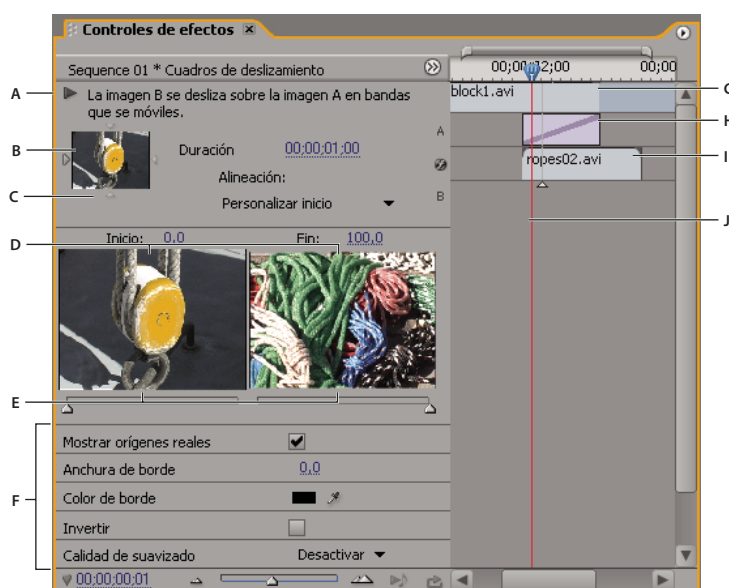 Controles de efectos
Sequence 01 * Cuadros de deslizamiento
00;00;12;00
00;00
A
La imagen B se desliza sobre la imagen A en bandas
que se móviles.
block1.avi
G
B
A
H
Duración
00;00;01;00
ropes02.avi
I
Alineación:
C
Personalizar inicio
B
J
D
Inicio: 0.0
Fin: 100,0
E
Mostrar orígenes reales
Anchura de borde
0,0
F
Color de borde
Invertir
Calidad de suavizado
Desactivar
00:00:00:01